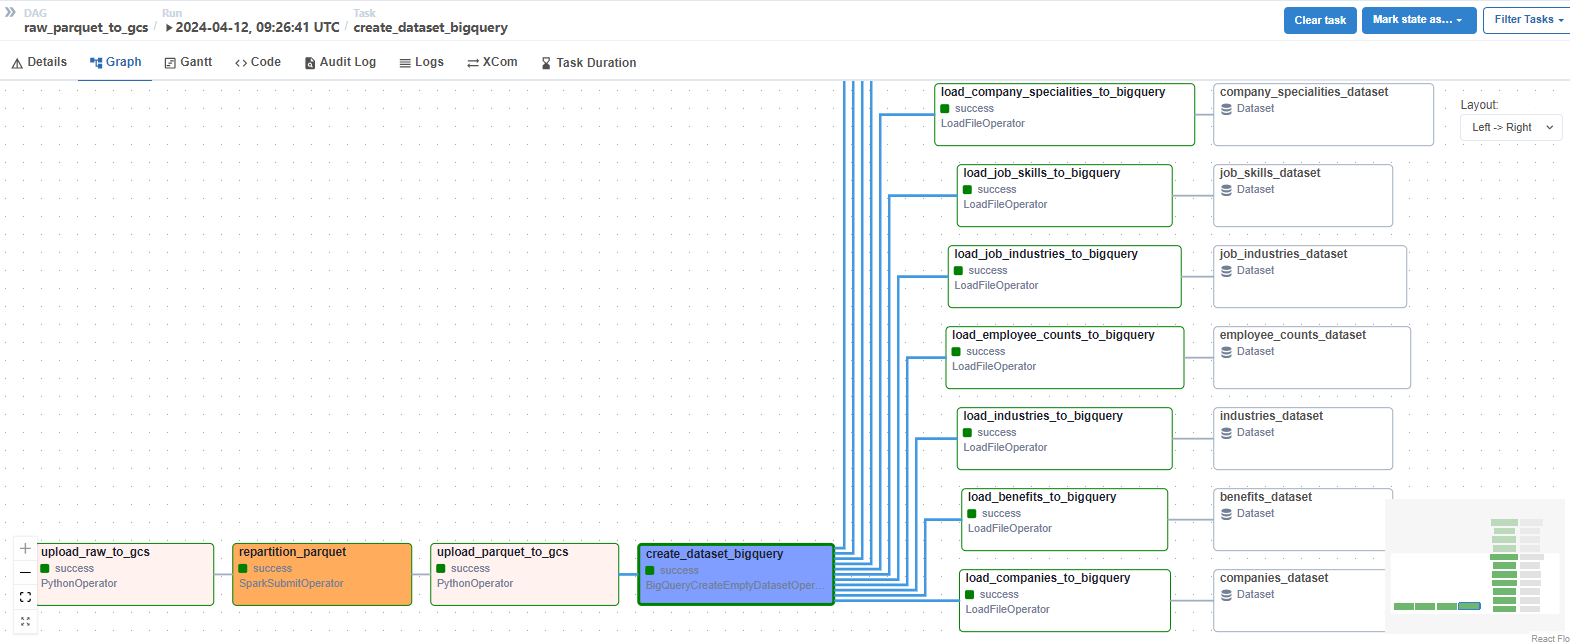 DAG
raw_parquet_to_gcs
/
Run
2024-04-12, 09:26:41 UTC
/
Task
create_dataset_bigquery
Clear task
Mark state as...
Filter Tasks
Details
Graph
Gantt
Code
Audit Log
Logs
XCom
Task Duration
Layout:
Left -> Right
load_company_specialities_to_bigquery
success
LoadFileOperator
company_specialities_dataset
Dataset
load_job_skills_to_bigquery
success
LoadFileOperator
job_skills_dataset
Dataset
load_job_industries_to_bigquery
success
LoadFileOperator
job_industries_dataset
Dataset
load_employee_counts_to_bigquery
success
LoadFileOperator
employee_counts_dataset
Dataset
load_industries_to_bigquery
success
LoadFileOperator
industries_dataset
Dataset
load_benefits_to_bigquery
success
LoadFileOperator
benefits_dataset
Dataset
upload_raw_to_gcs
success
PythonOperator
repartition_parquet
success
SparkSubmitOperator
upload_parquet_to_gcs
success
PythonOperator
create_dataset_bigquery
success
BigQueryCreateEmptyDatasetOper...
load_companies_to_bigquery
success
LoadFileOperator
companies_dataset
Dataset
React Flo